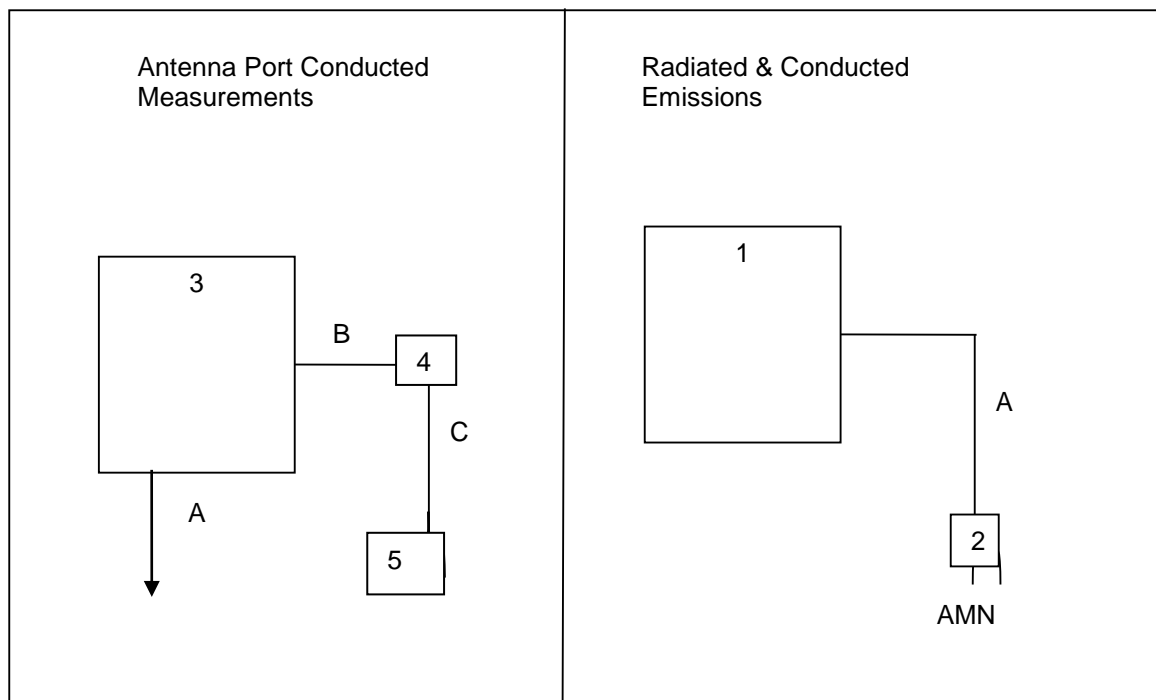 Antenna Port Conducted
Measurements
3
B
4
C
A
5
Radiated & Conducted
Emissions
1
A
2
AMN